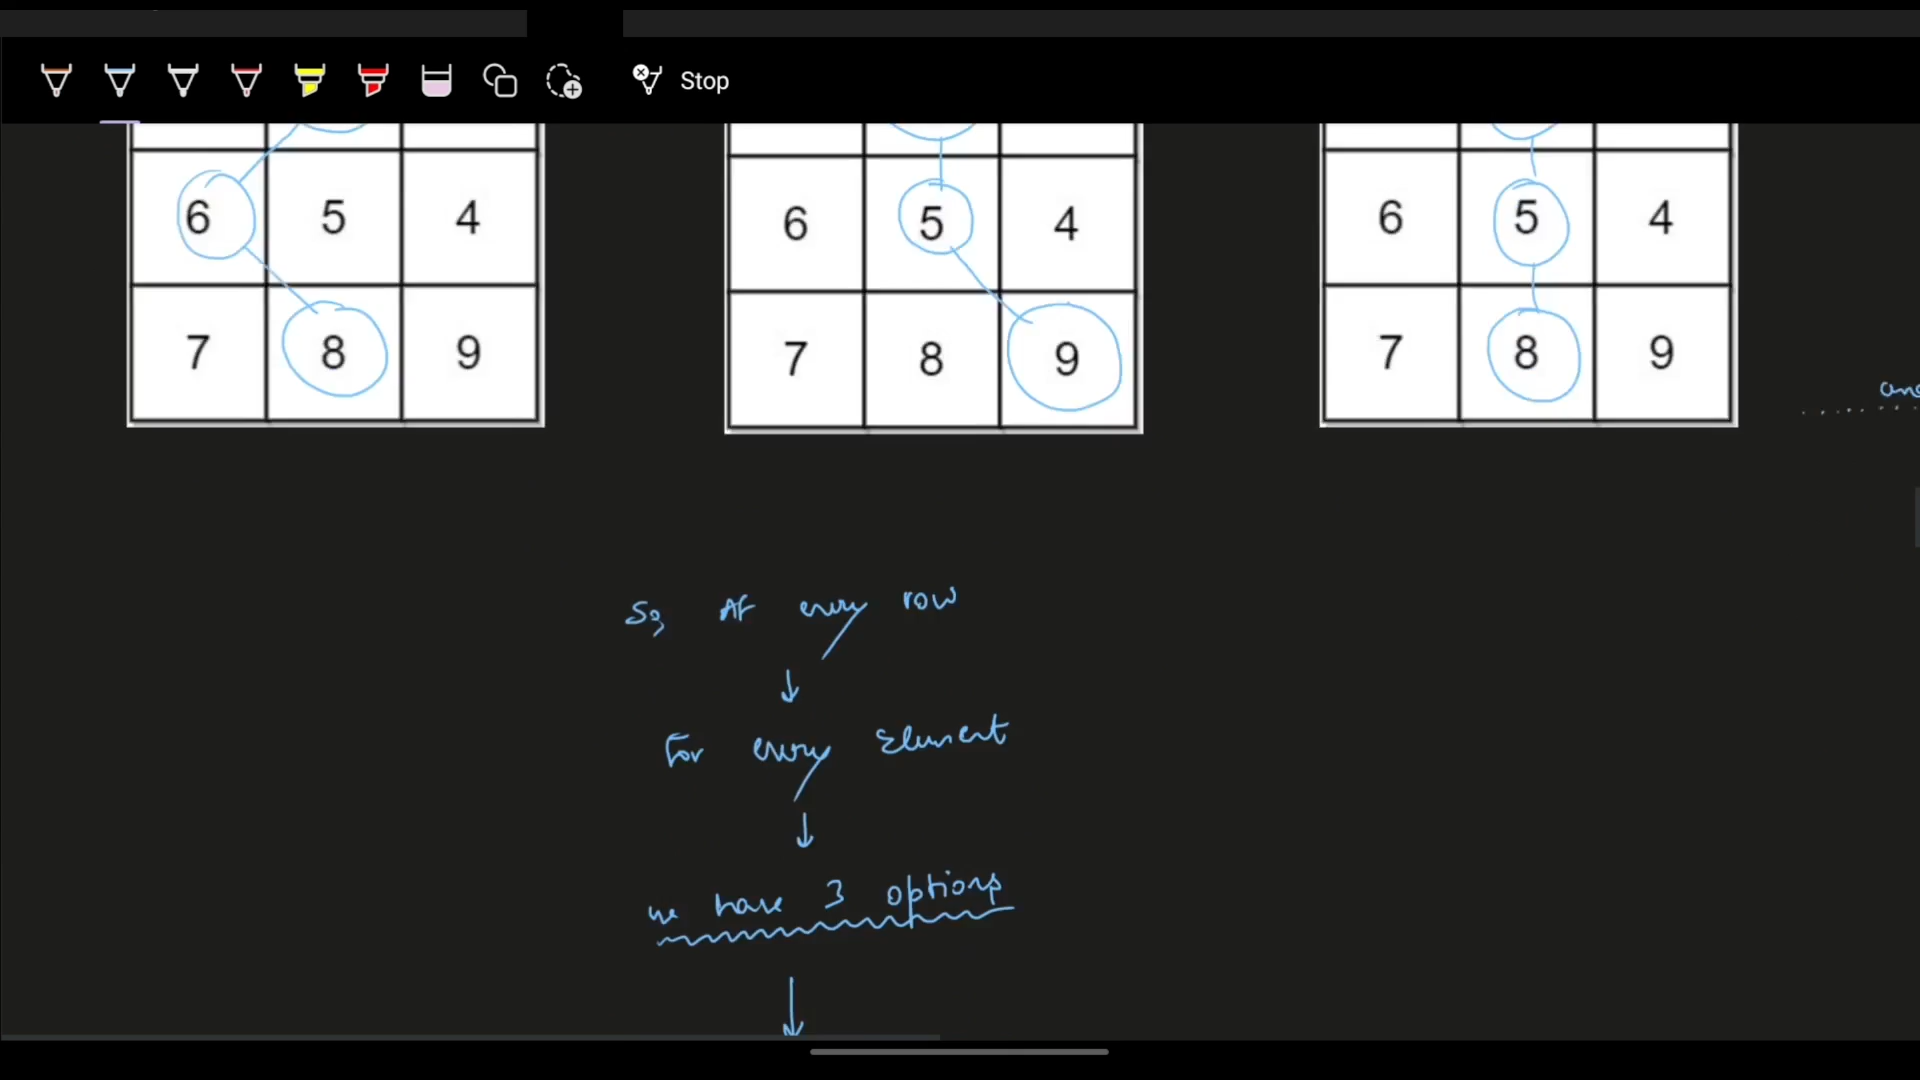 Stop
6 5 4
7 8 9
6 5 4
7 8 9
6 5 4
7 8 9
So, At every row
For every Element
we have 3 options